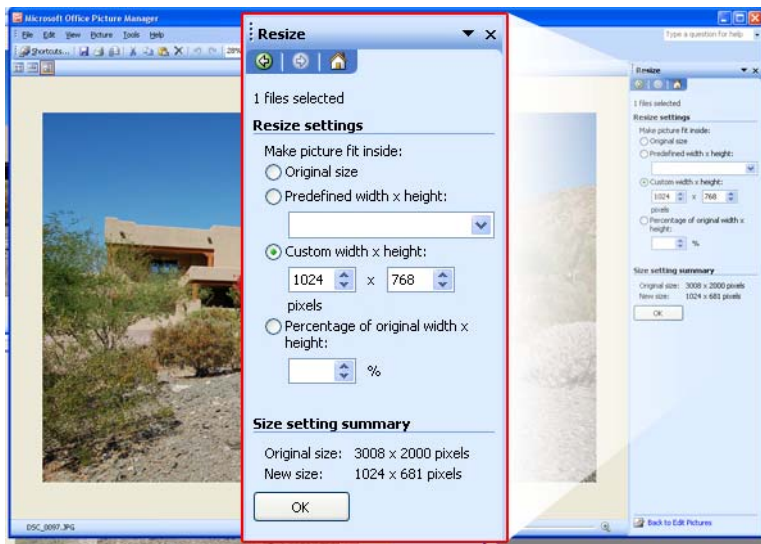 Microsoft Office Picture Manager
File Edit View Picture Tools Help
Type a question for help
Shortcuts... 28%
Resize
1 files selected
Resize settings
Make picture fit inside:
Original size
Predefined width x height:
Custom width x height:
1024 x 768
pixels
Percentage of original width x
height:
%
Size setting summary
Original size: 3008 x 2000 pixels
New size: 1024 x 681 pixels
OK
Resize
1 files selected
Resize settings
Make picture fit inside:
Original size
Predefined width x height:
Custom width x height:
1024 x 768
pixels
Percentage of original width x
height:
%
Size setting summary
Original size: 3008 x 2000 pixels
New size: 1024 x 681 pixels
OK
Back to Edit Pictures
DSC_0097.JPG